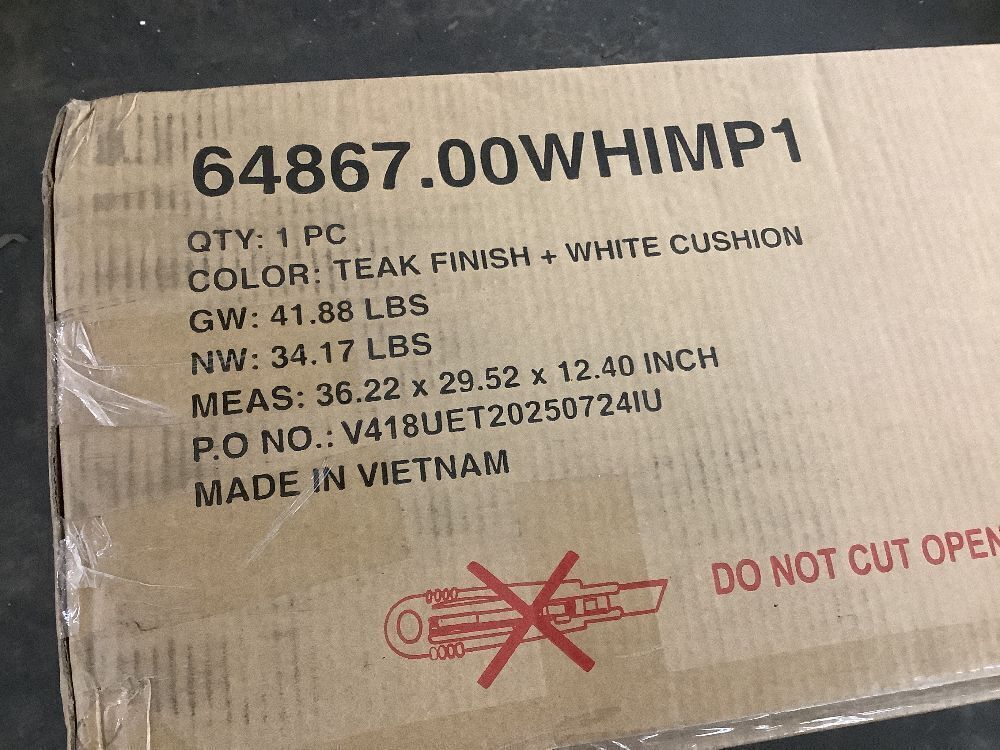 64867.00WHIMP1
QTY: 1 PC
COLOR: TEAK FINISH + WHITE CUSHION
GW: 41.88 LBS
NW: 34.17 LBS
MEAS: 36.22 x 29.52 x 12.40 INCH
P.O NO.: V418UET20250724IU
MADE IN VIETNAM
DO NOT CUT OPEN